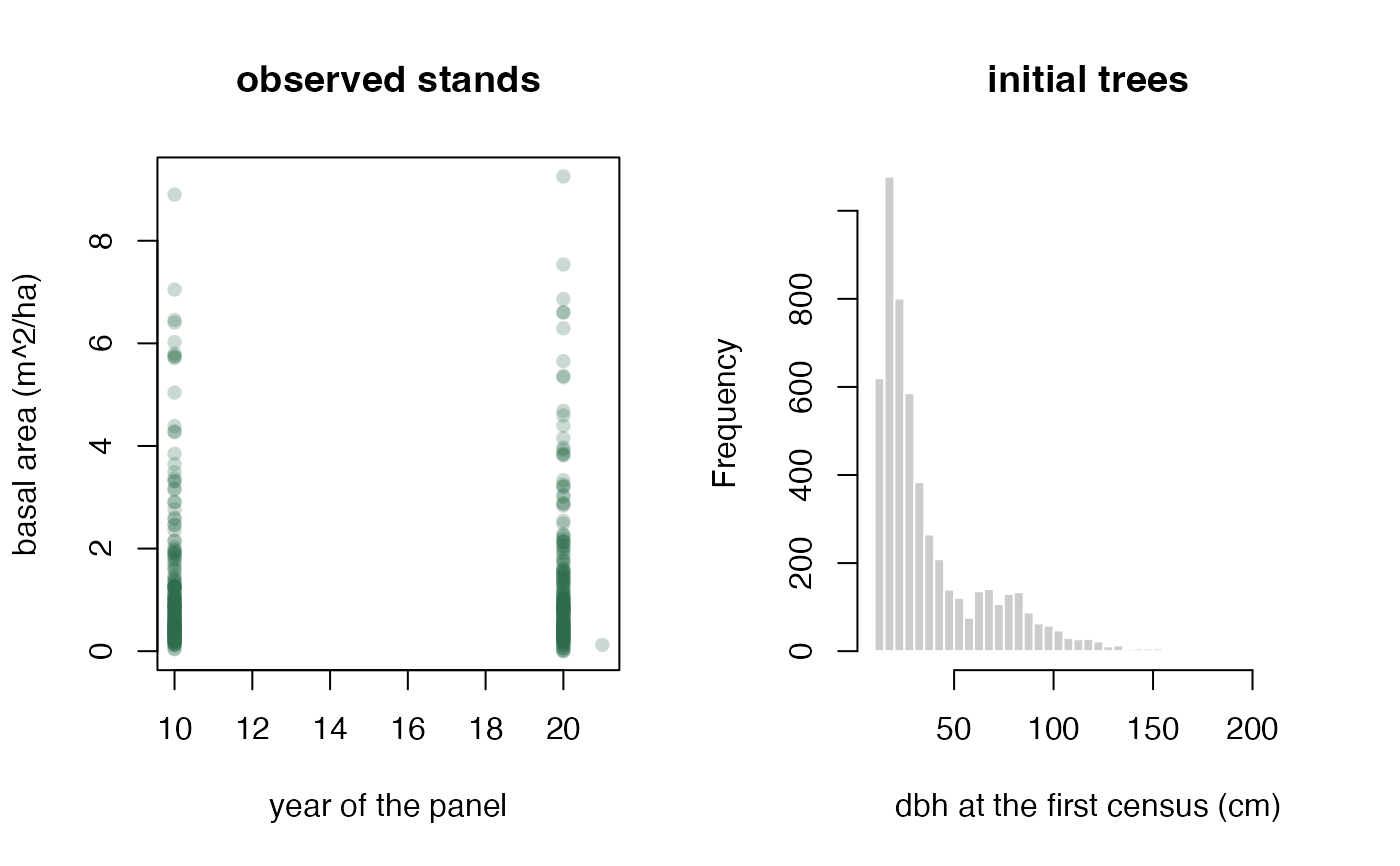 observed stands
basal area (m^2/ha)
8
6
4
2
0
10 12 14 16 18 20
year of the panel
initial trees
Frequency
800
600
400
200
0
50 100 150 200
dbh at the first census (cm)